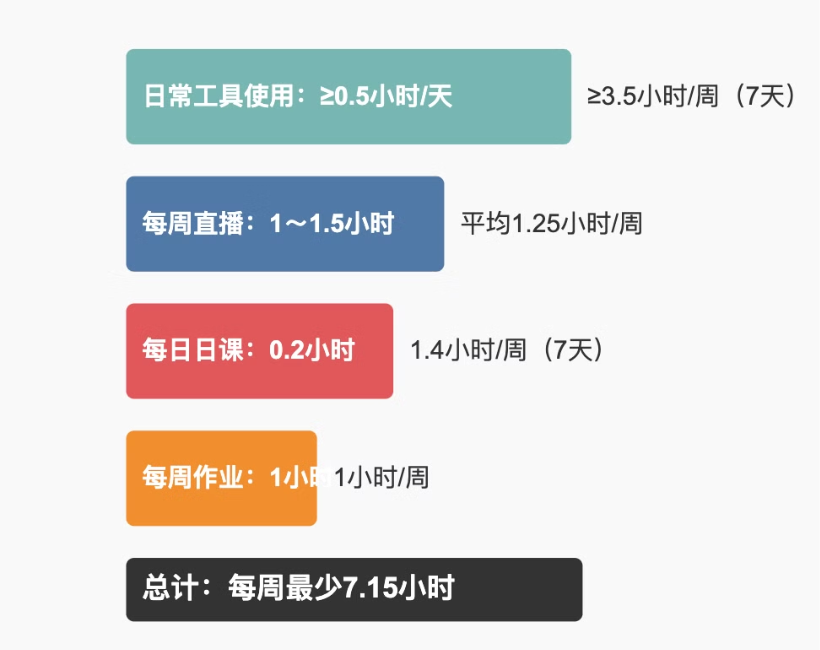 日常工具使用：≥0.5小时/天 ≥3.5小时/周（7天）
每周直播：1～1.5小时 平均1.25小时/周
每日日课：0.2小时 1.4小时/周（7天）
每周作业：1小时 1小时/周
总计：每周最少7.15小时